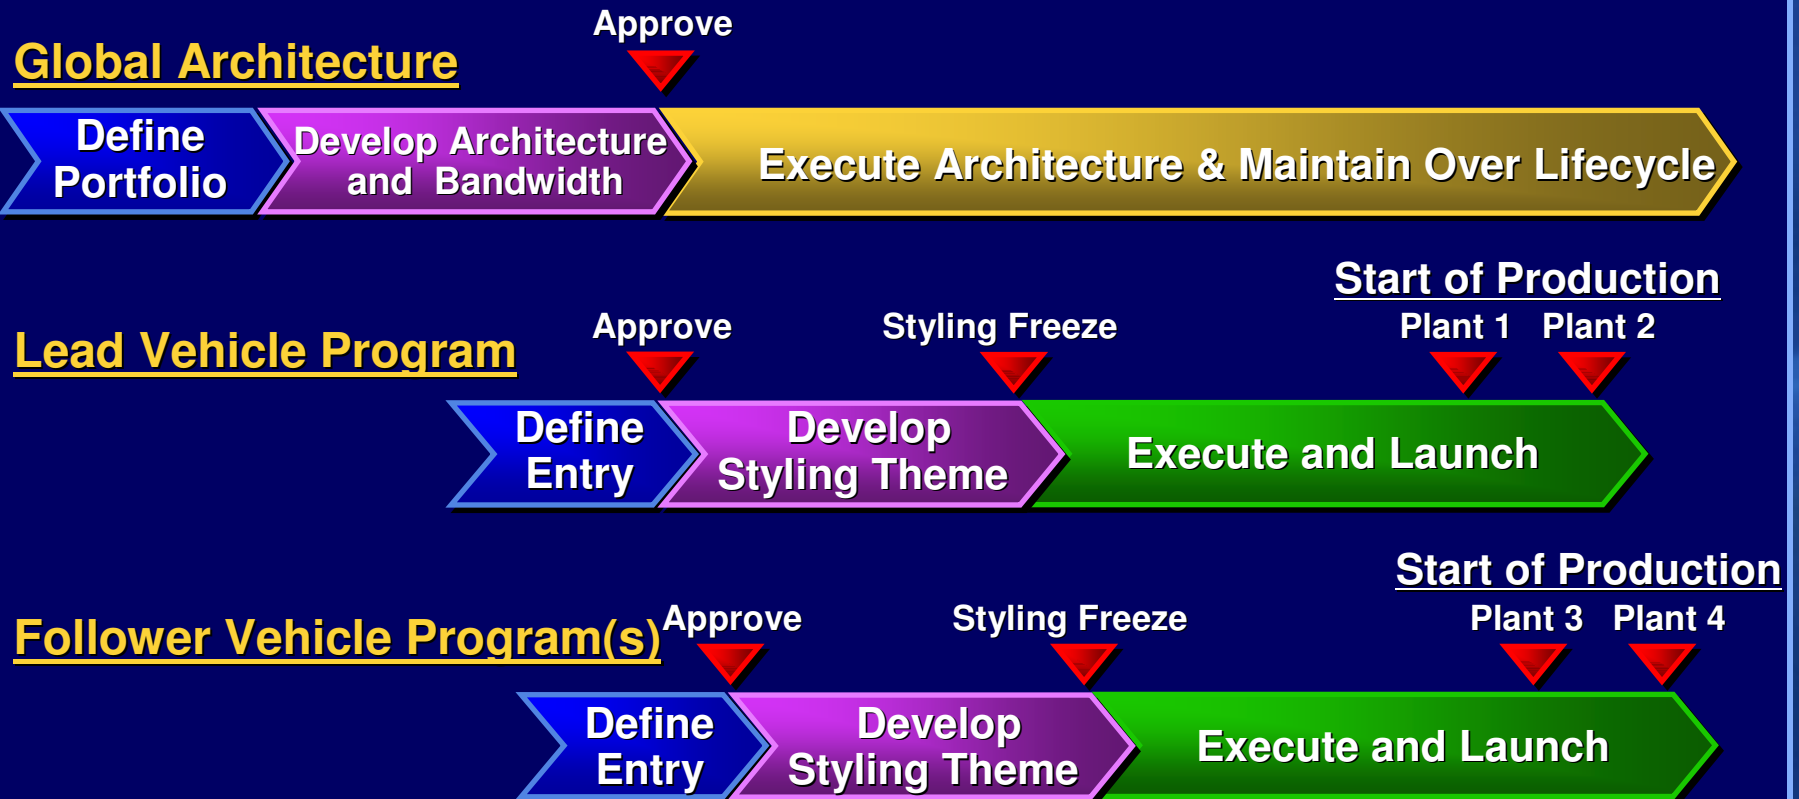 Approve
Global Architecture
Define
Portfolio
Develop Architecture
and Bandwidth
Execute Architecture & Maintain Over Lifecycle
Start of Production
Approve
Styling Freeze
Plant 1
Plant 2
Lead Vehicle Program
Define
Entry
Develop
Styling Theme
Execute and Launch
Start of Production
Approve
Styling Freeze
Plant 3
Plant 4
Follower Vehicle Program(s)
Define
Entry
Develop
Styling Theme
Execute and Launch